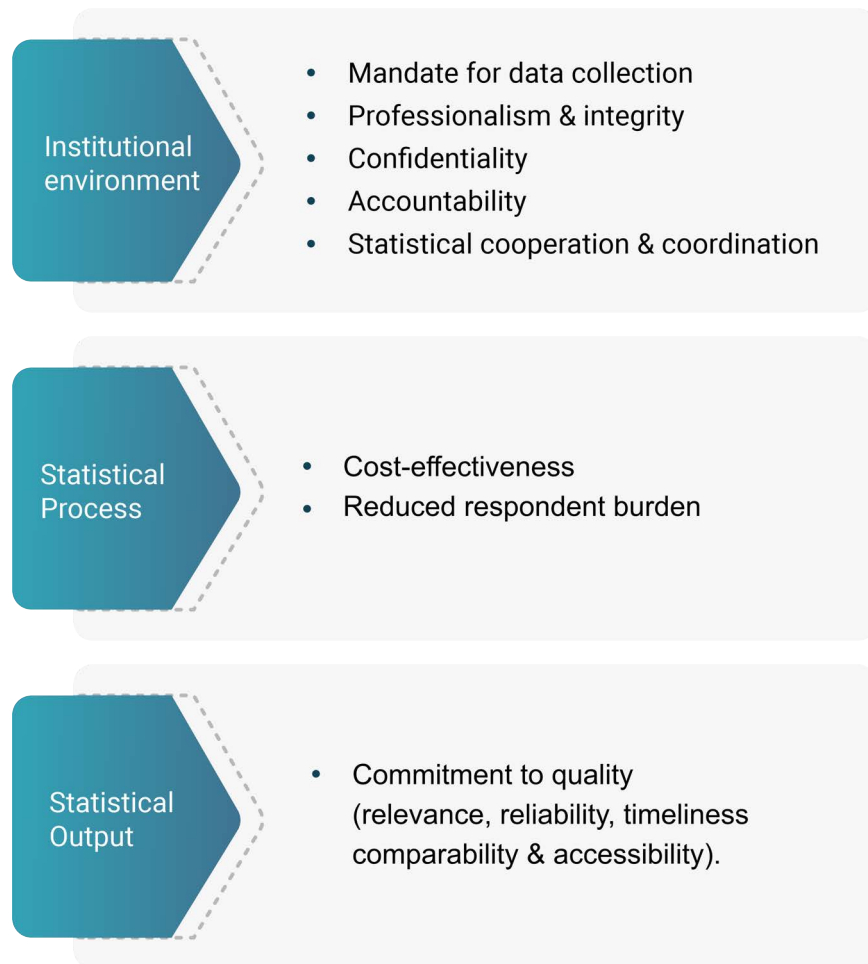 Institutional
environment
• Mandate for data collection
• Professionalism & integrity
• Confidentiality
• Accountability
• Statistical cooperation & coordination
Statistical
Process
• Cost-effectiveness
• Reduced respondent burden
Statistical
Output
• Commitment to quality
(relevance, reliability, timeliness
comparability & accessibility).